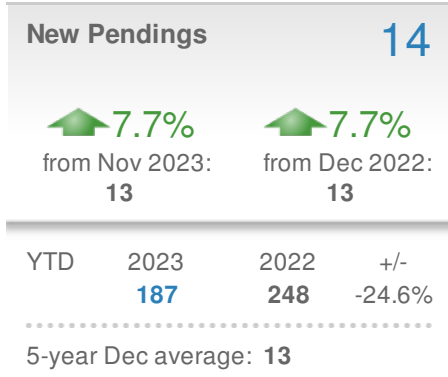 New Pendings 14
7.7% 7.7%
from Nov 2023: from Dec 2022:
13 13
YTD 2023 2022 +/-
187 248 -24.6%
5-year Dec average: 13